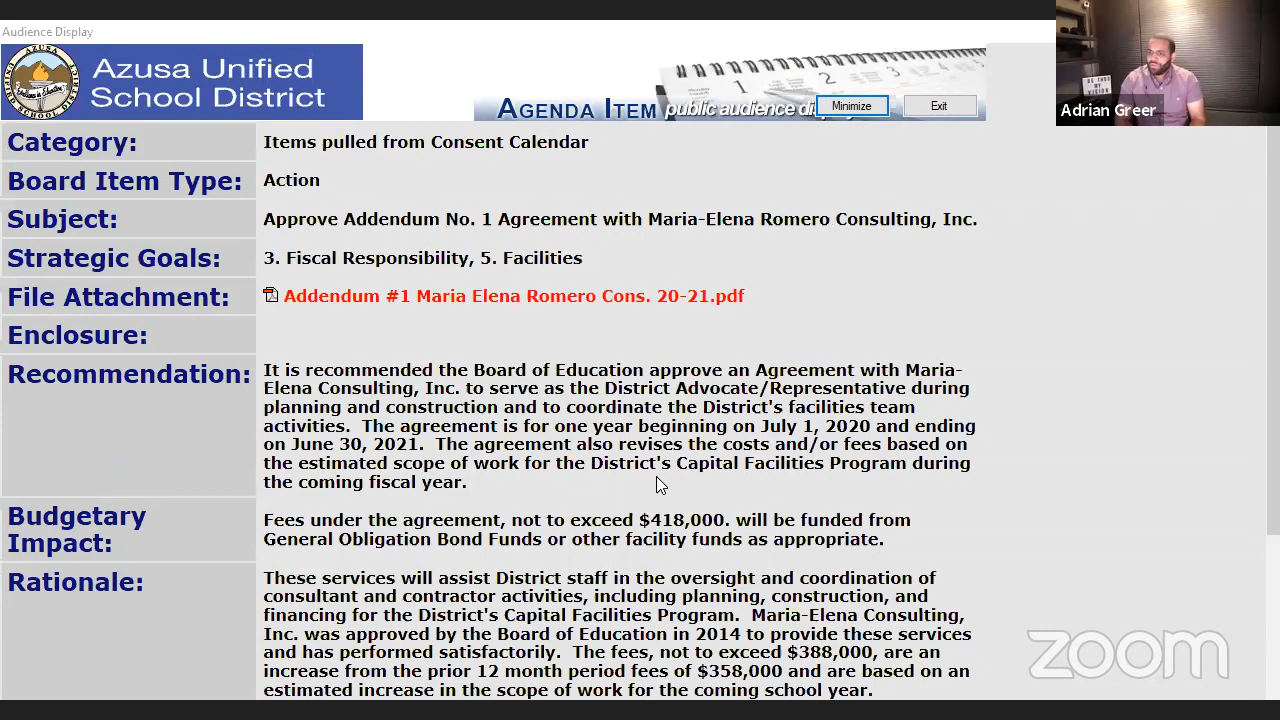 Audience Display
Azusa Unified
School District
AGENDA ITEM public audience di
Minimize
Exit
Adrian Greer
Category:
Items pulled from Consent Calendar
Board Item Type:
Action
Subject:
Approve Addendum No. 1 Agreement with Maria-Elena Romero Consulting, Inc.
Strategic Goals:
3. Fiscal Responsibility, 5. Facilities
File Attachment:
Addendum #1 Maria Elena Romero Cons. 20-21.pdf
Enclosure:
Recommendation:
It is recommended the Board of Education approve an Agreement with Maria-
Elena Consulting, Inc. to serve as the District Advocate/Representative during
planning and construction and to coordinate the District's facilities team
activities.  The agreement is for one year beginning on July 1, 2020 and ending
on June 30, 2021.  The agreement also revises the costs and/or fees based on
the estimated scope of work for the District's Capital Facilities Program during
the coming fiscal year.
Budgetary
Impact:
Fees under the agreement, not to exceed $418,000. will be funded from
General Obligation Bond Funds or other facility funds as appropriate.
Rationale:
These services will assist District staff in the oversight and coordination of
consultant and contractor activities, including planning, construction, and
financing for the District's Capital Facilities Program.  Maria-Elena Consulting,
Inc. was approved by the Board of Education in 2014 to provide these services
and has performed satisfactorily.  The fees, not to exceed $388,000, are an
increase from the prior 12 month period fees of $358,000 and are based on an
estimated increase in the scope of work for the coming school year.
zoom